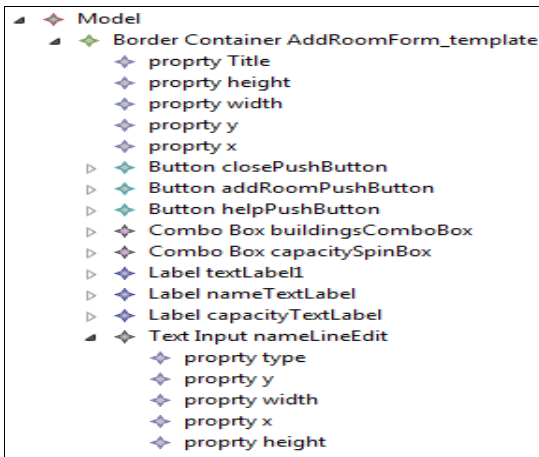 Model
Border Container AddRoomForm_template
proprty Title
proprty height
proprty width
proprty y
proprty x
Button closePushButton
Button addRoomPushButton
Button helpPushButton
Combo Box buildingsComboBox
Combo Box capacitySpinBox
Label textLabel1
Label nameTextLabel
Label capacityTextLabel
Text Input nameLineEdit
proprty type
proprty y
proprty width
proprty x
proprty height